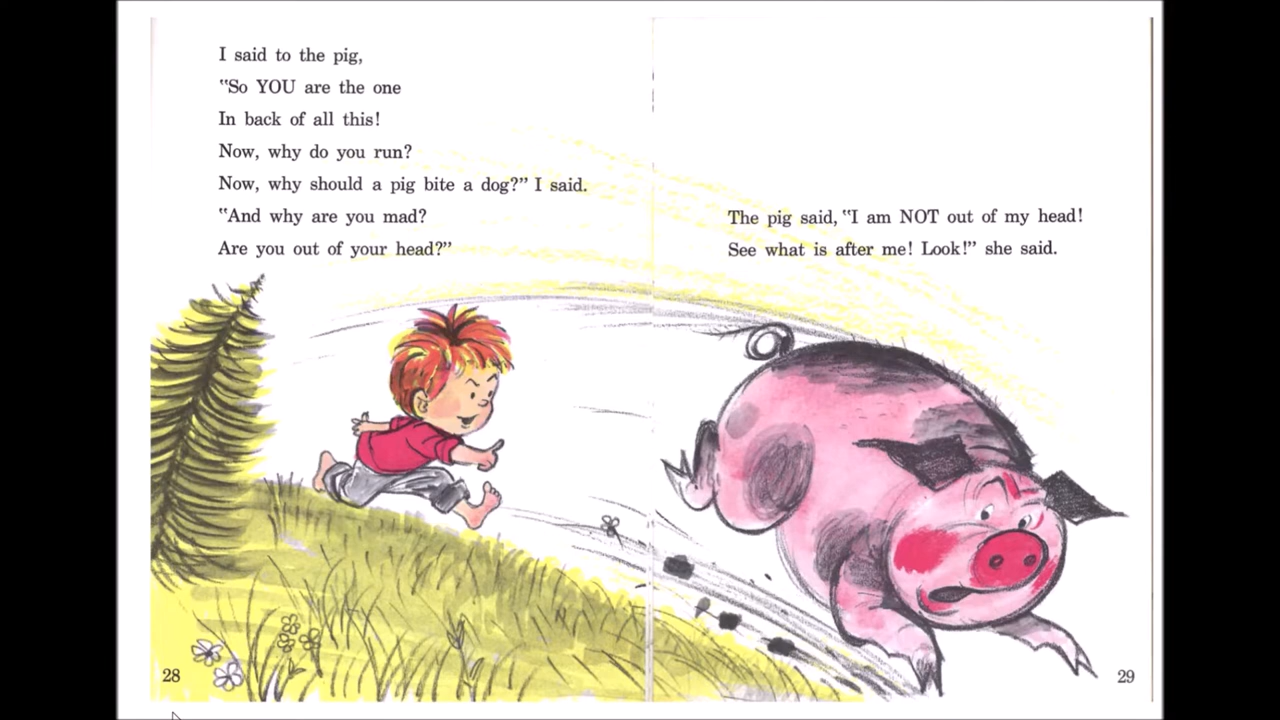 I said to the pig,
"So YOU are the one
In back of all this!
Now, why do you run?
Now, why should a pig bite a dog?" I said.
"And why are you mad?
Are you out of your head?"
The pig said, "I am NOT out of my head!
See what is after me! Look!" she said.
28
29